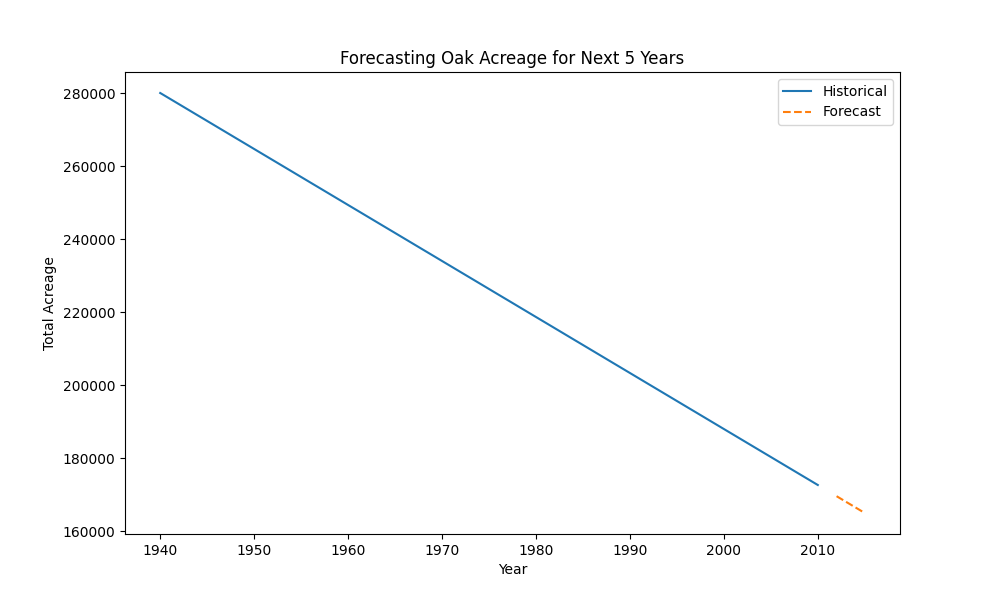 Forecasting Oak Acreage for Next 5 Years
Historical
Forecast
280000
260000
240000
220000
200000
180000
160000
Total Acreage
1940 1950 1960 1970 1980 1990 2000 2010
Year